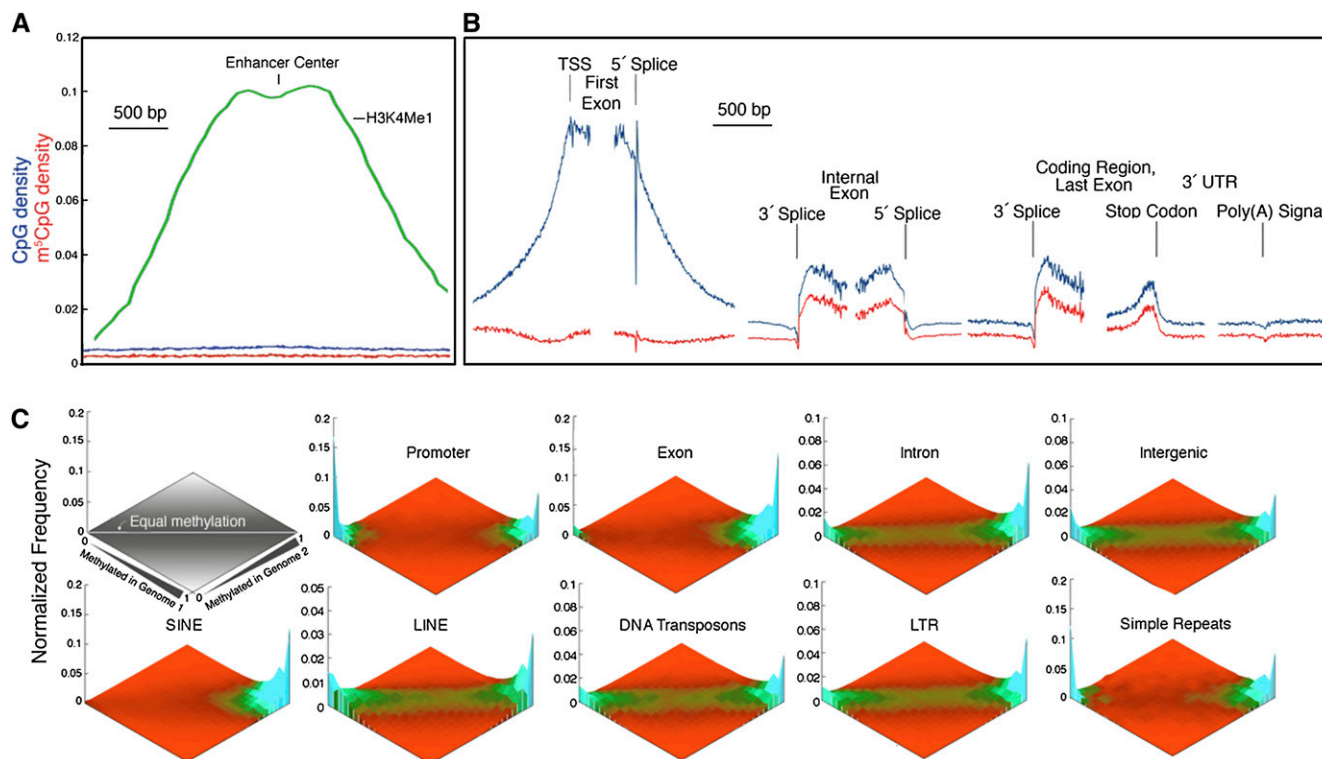 A
0.12
0.1
0.08
0.06
0.04
0.02
0
CpG density
m⁵CpG density
500 bp
Enhancer Center
H3K4Me1
B
TSS 5´ Splice
First
Exon
500 bp
Internal
Exon
3´ Splice 5´ Splice
Coding Region,
Last Exon
3´ UTR
3´ Splice Stop Codon Poly(A) Signa
C
Normalized Frequency
0.2
0.15
0.1
0.05
0
Equal methylation
0 1
Methylated in Genome 1
1 0
Methylated in Genome 2
Promoter
0.2
0.15
0.1
0.05
0
Exon
0.2
0.15
0.1
0.05
0
Intron
0.1
0.08
0.06
0.04
0.02
0
Intergenic
0.1
0.08
0.06
0.04
0.02
0
SINE
0.2
0.15
0.1
0.05
0
LINE
0.05
0.04
0.03
0.02
0.01
0
DNA Transposons
0.1
0.08
0.06
0.04
0.02
0
LTR
0.1
0.08
0.06
0.04
0.02
0
Simple Repeats
0.2
0.15
0.1
0.05
0